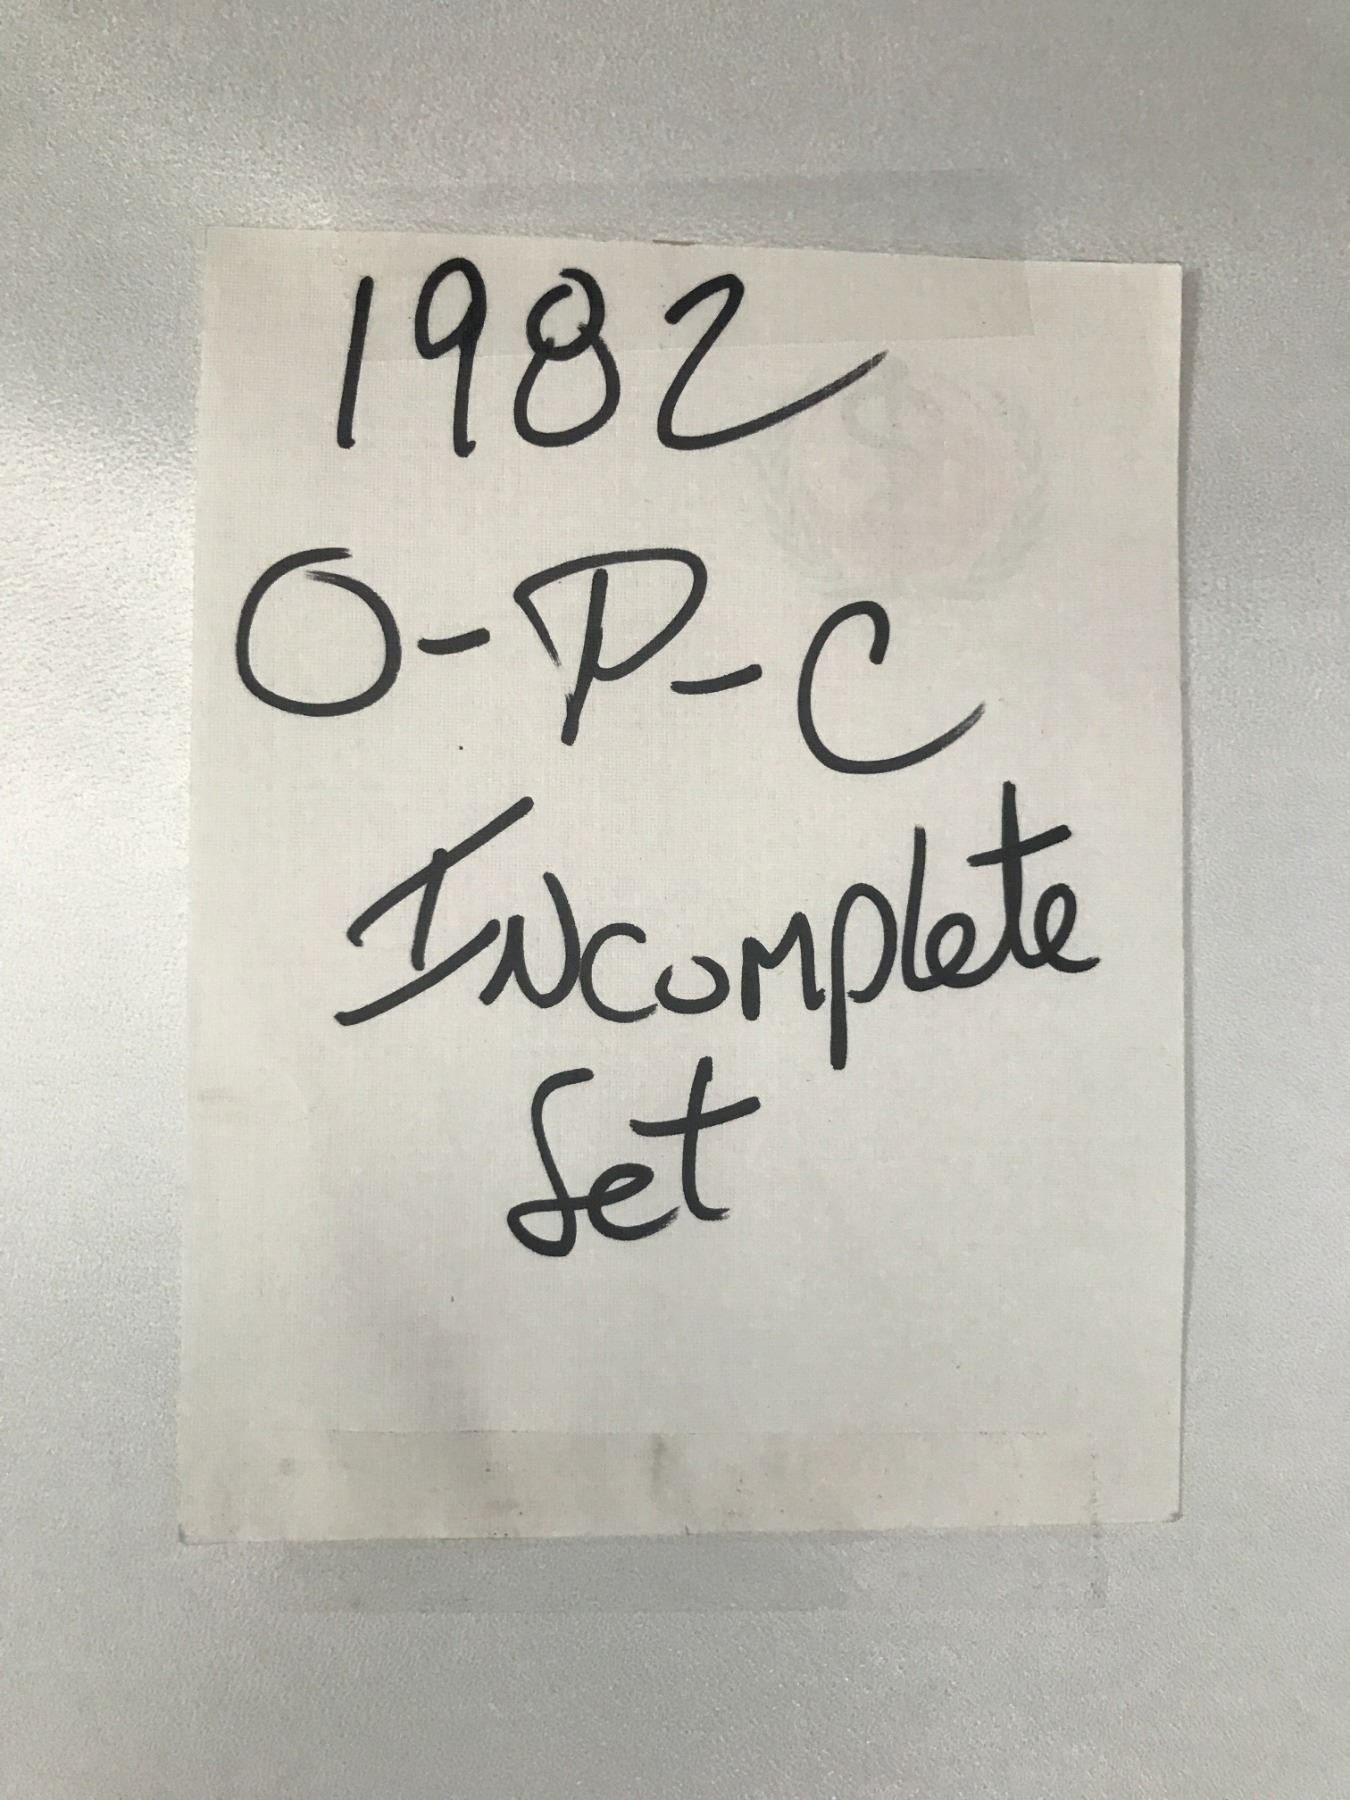 1982
O-P-C
INcomplete
Set